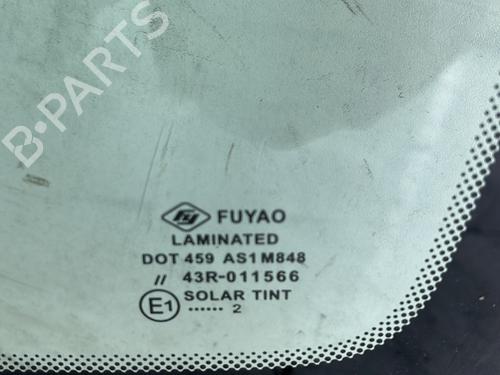 B-PARTS
FUYAO
LAMINATED
DOT 459 AS1 M848
// 43R-011566
E1 SOLAR TINT
...... 2